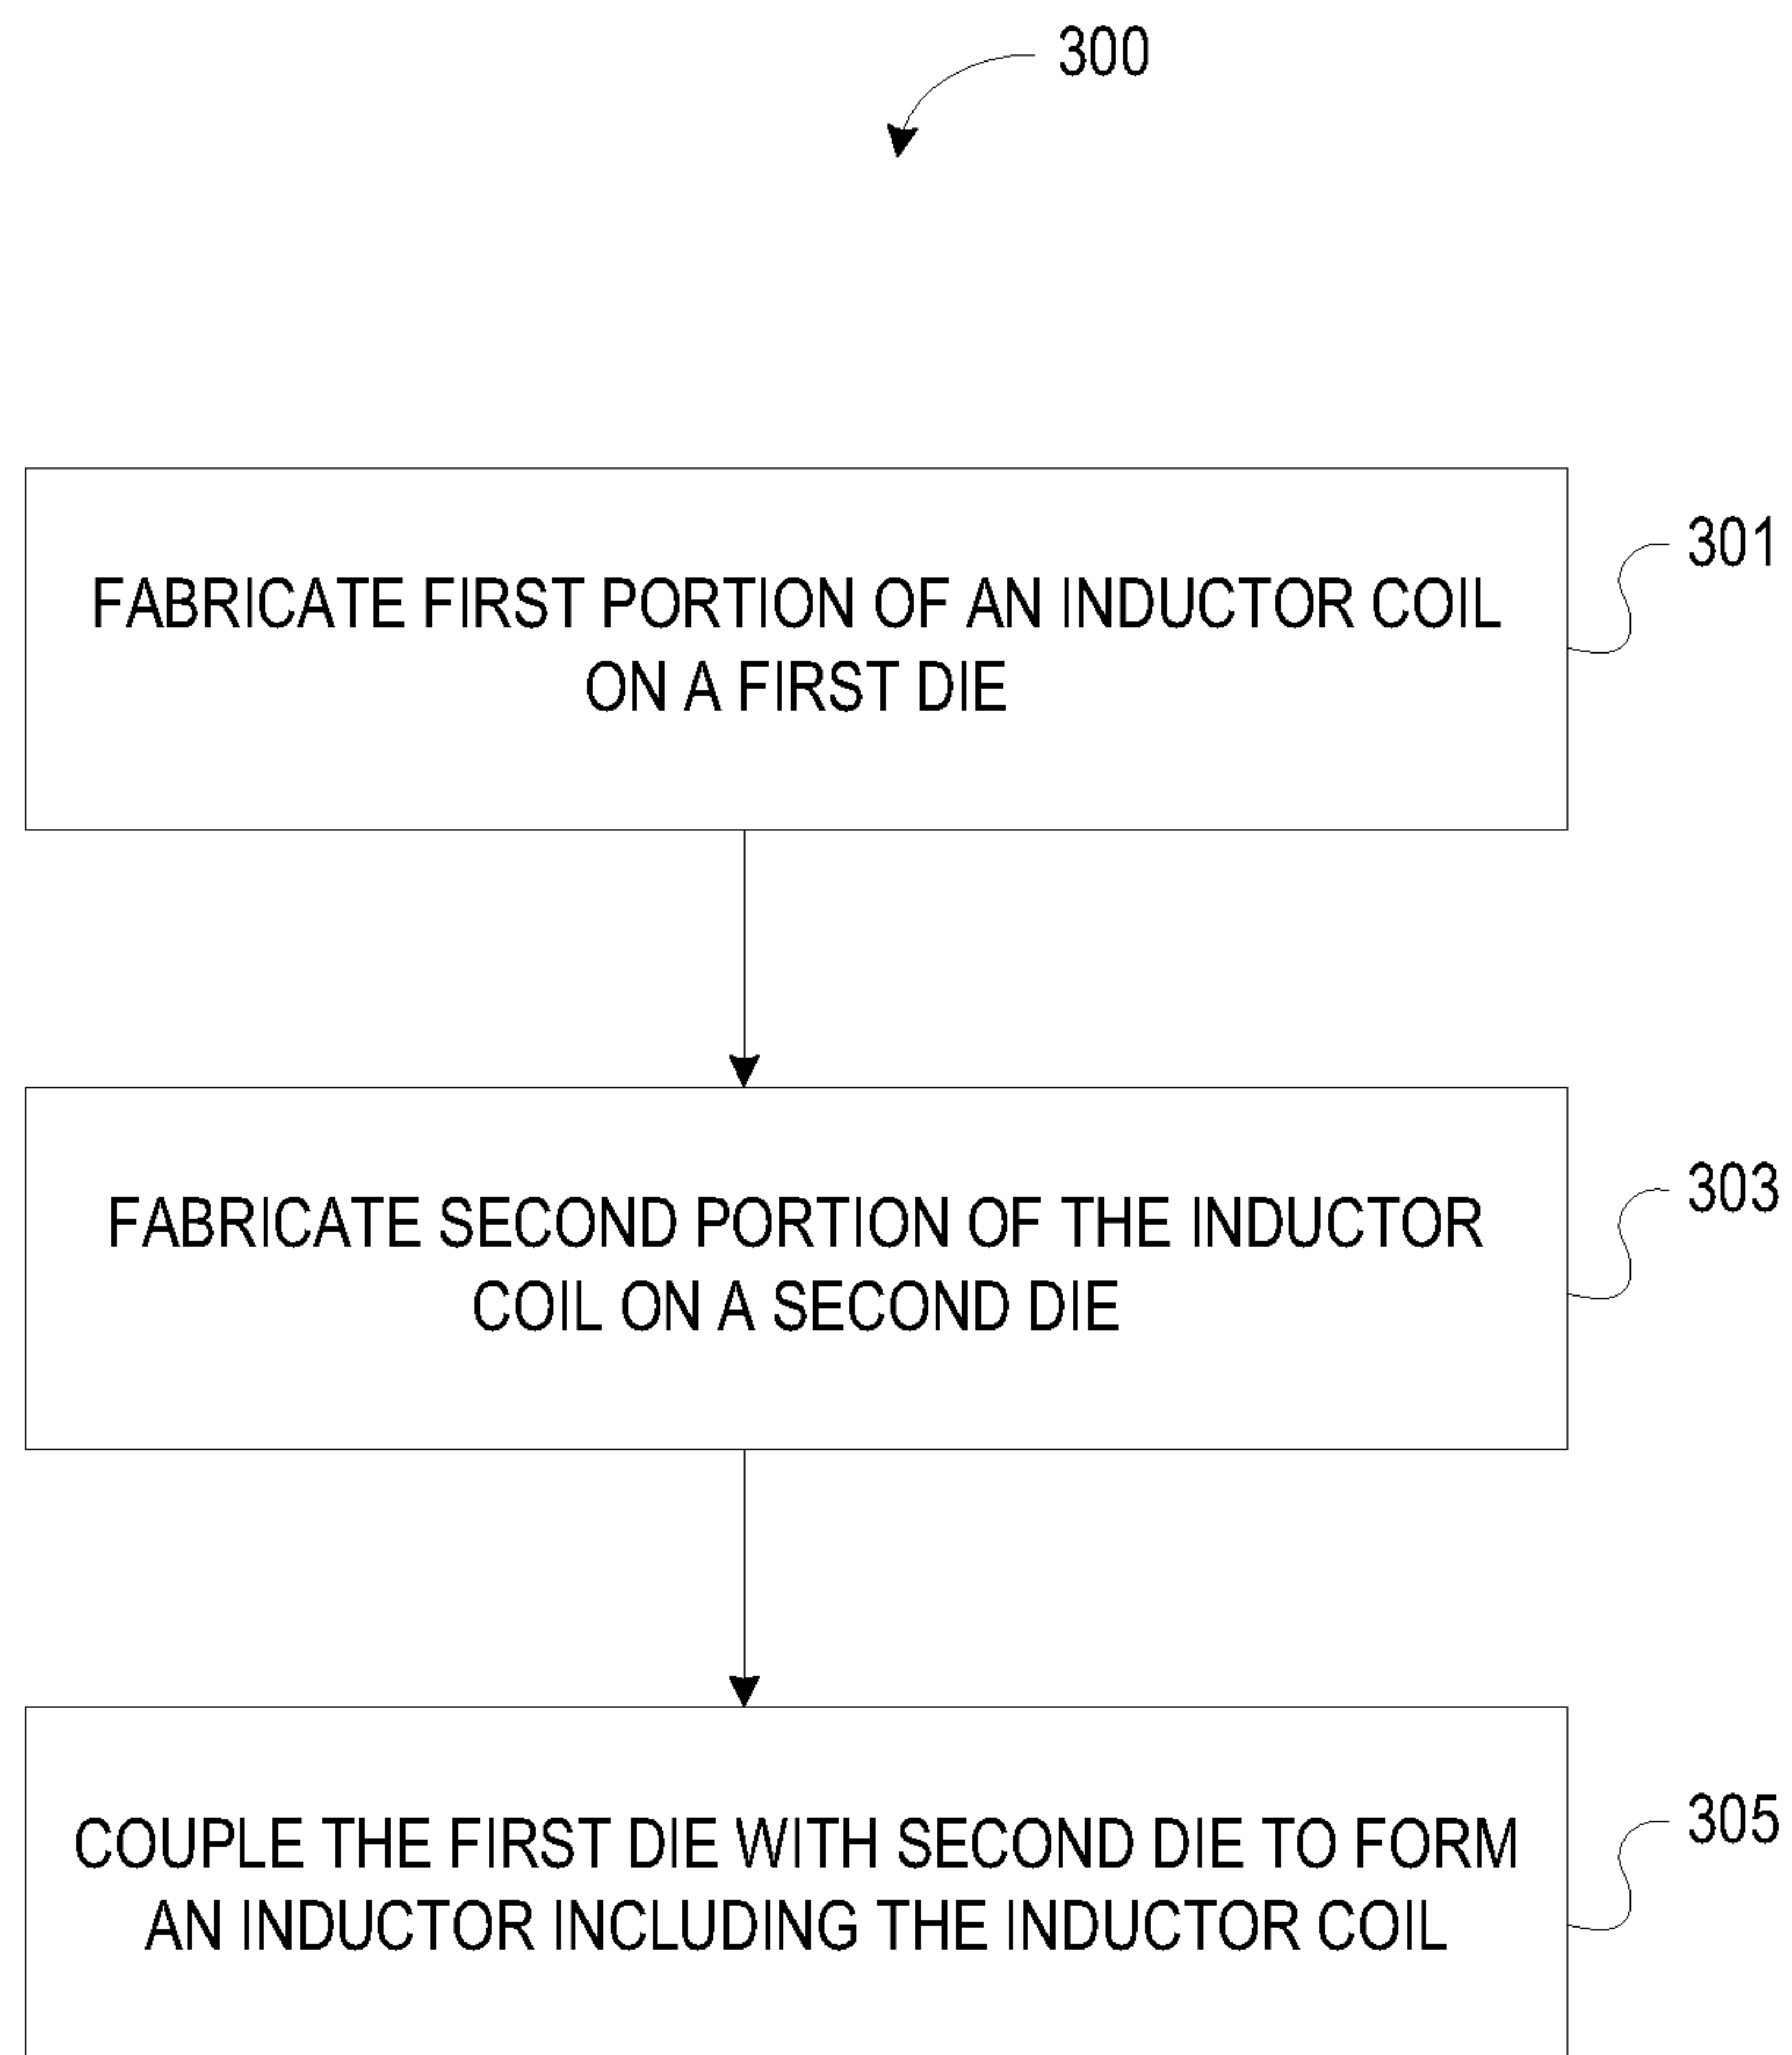 300
FABRICATE FIRST PORTION OF AN INDUCTOR COIL
ON A FIRST DIE
301
FABRICATE SECOND PORTION OF THE INDUCTOR
COIL ON A SECOND DIE
303
COUPLE THE FIRST DIE WITH SECOND DIE TO FORM
AN INDUCTOR INCLUDING THE INDUCTOR COIL
305